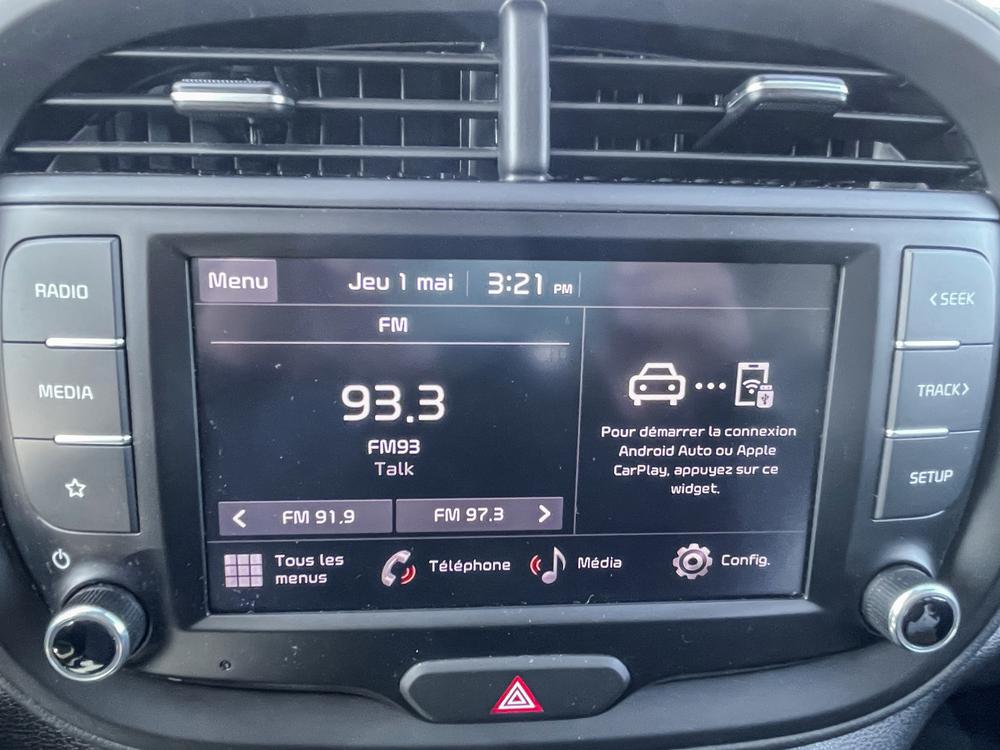 Menu
Jeu 1 mai
3:21 PM
FM
93.3
FM93
Talk
< FM 91.9
FM 97.3 >
Pour démarrer la connexion
Android Auto ou Apple
CarPlay, appuyez sur ce
widget.
Tous les
menus
Téléphone
Média
Config.
RADIO
MEDIA
< SEEK
TRACK >
SETUP